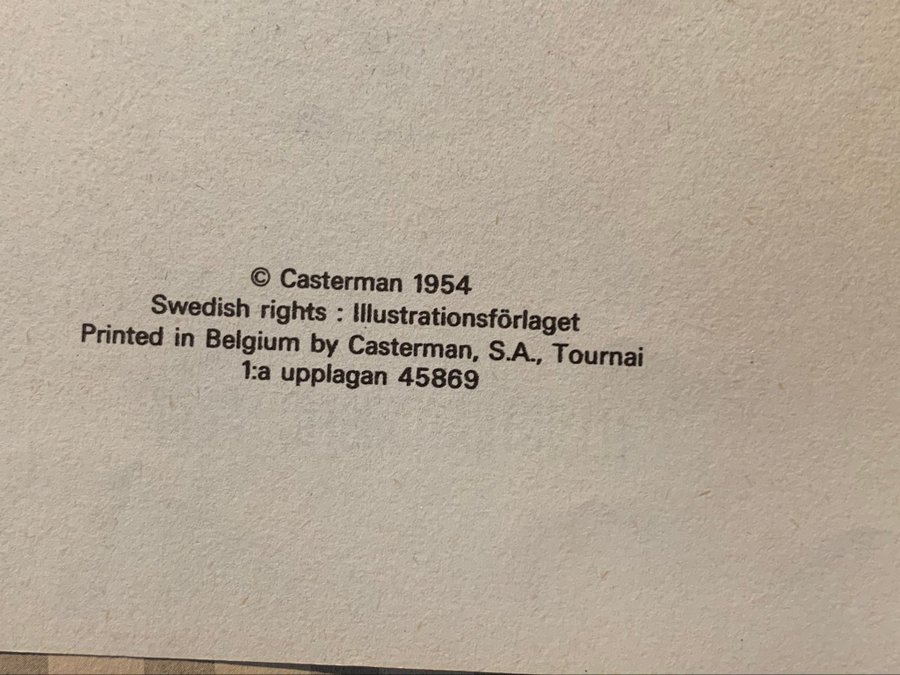 © Casterman 1954
Swedish rights : Illustrationsförlaget
Printed in Belgium by Casterman, S.A., Tournai
1:a upplagan 45869